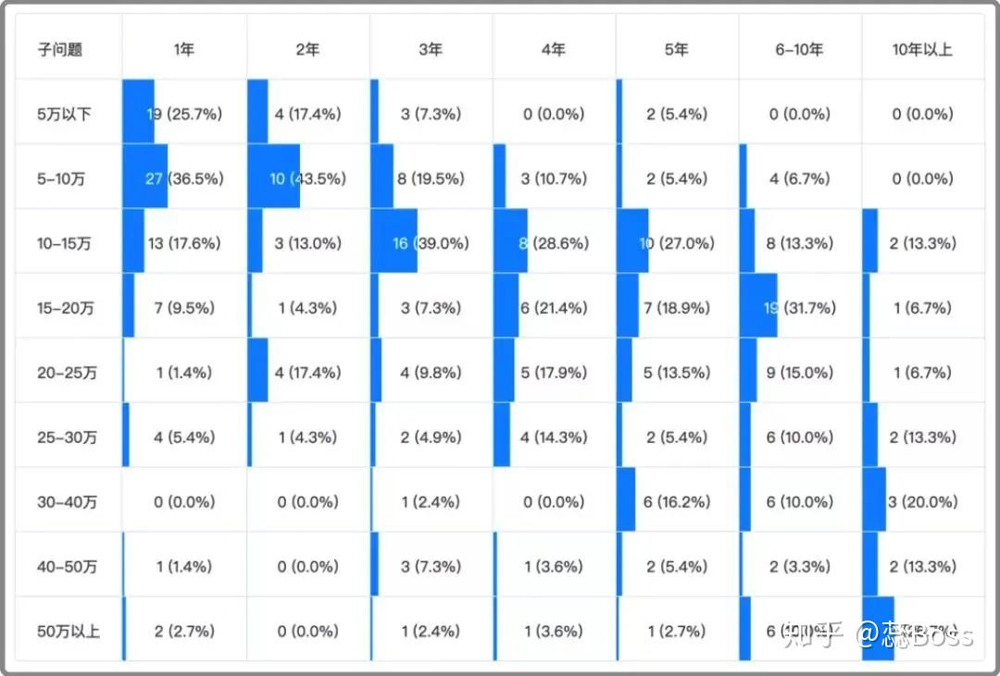 子问题 1年 2年 3年 4年 5年 6-10年 10年以上
5万以下 19 (25.7%) 4 (17.4%) 3 (7.3%) 0 (0.0%) 2 (5.4%) 0 (0.0%) 0 (0.0%)
5-10万 27 (36.5%) 10 (43.5%) 8 (19.5%) 3 (10.7%) 2 (5.4%) 4 (6.7%) 0 (0.0%)
10-15万 13 (17.6%) 3 (13.0%) 16 (39.0%) 8 (28.6%) 10 (27.0%) 8 (13.3%) 2 (13.3%)
15-20万 7 (9.5%) 1 (4.3%) 3 (7.3%) 6 (21.4%) 7 (18.9%) 19 (31.7%) 1 (6.7%)
20-25万 1 (1.4%) 4 (17.4%) 4 (9.8%) 5 (17.9%) 5 (13.5%) 9 (15.0%) 1 (6.7%)
25-30万 4 (5.4%) 1 (4.3%) 2 (4.9%) 4 (14.3%) 2 (5.4%) 6 (10.0%) 2 (13.3%)
30-40万 0 (0.0%) 0 (0.0%) 1 (2.4%) 0 (0.0%) 6 (16.2%) 6 (10.0%) 3 (20.0%)
40-50万 1 (1.4%) 0 (0.0%) 3 (7.3%) 1 (3.6%) 2 (5.4%) 2 (3.3%) 2 (13.3%)
50万以上 2 (2.7%) 0 (0.0%) 1 (2.4%) 1 (3.6%) 1 (2.7%) 6
知乎 @蕊Boss